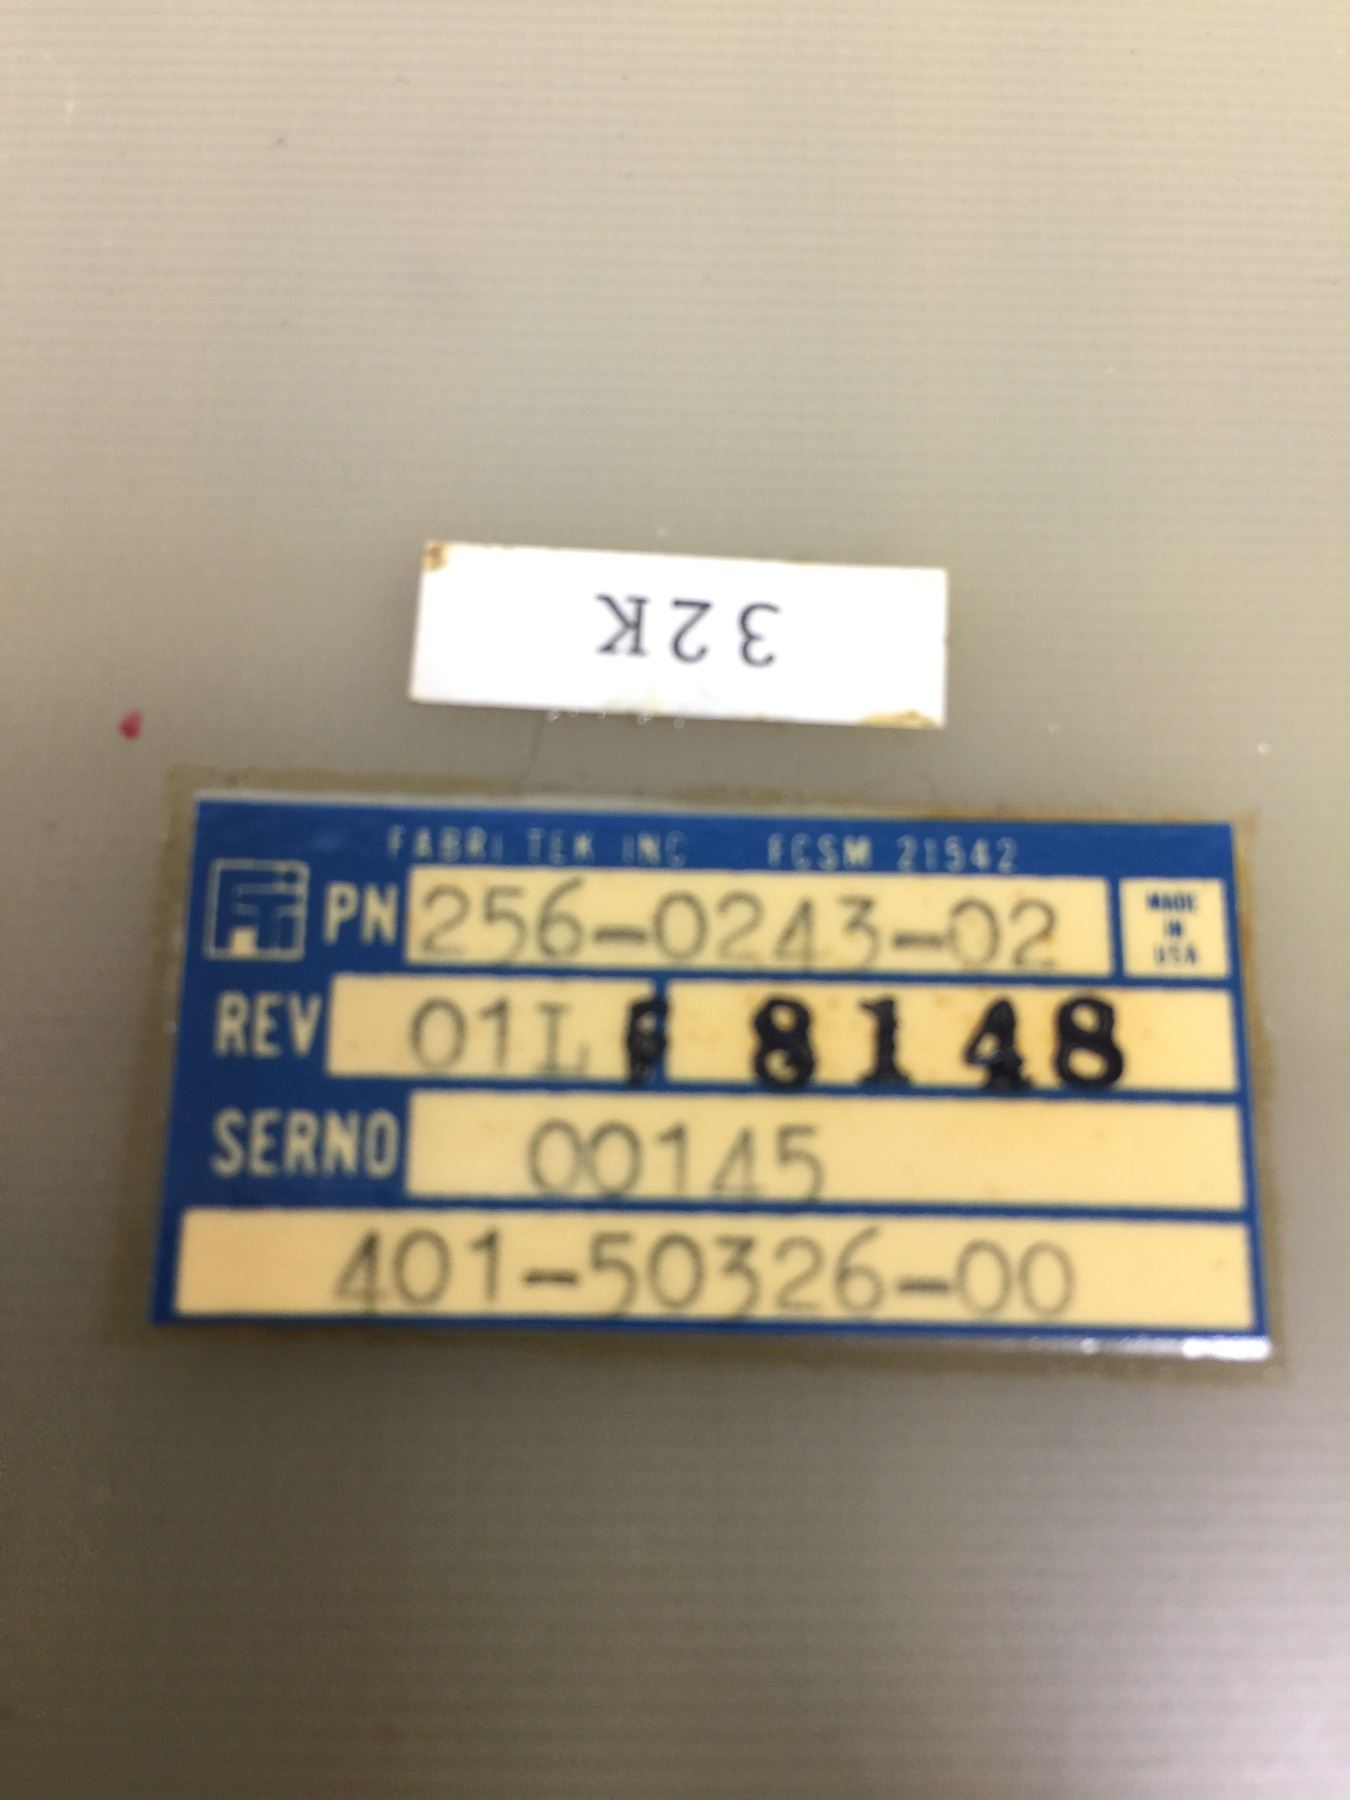 32K
FABRI TEK INC FCSM 21542
PN 256-0243-02 MADE IN USA
REV 01L F 8148
SERNO 00145
401-50326-00